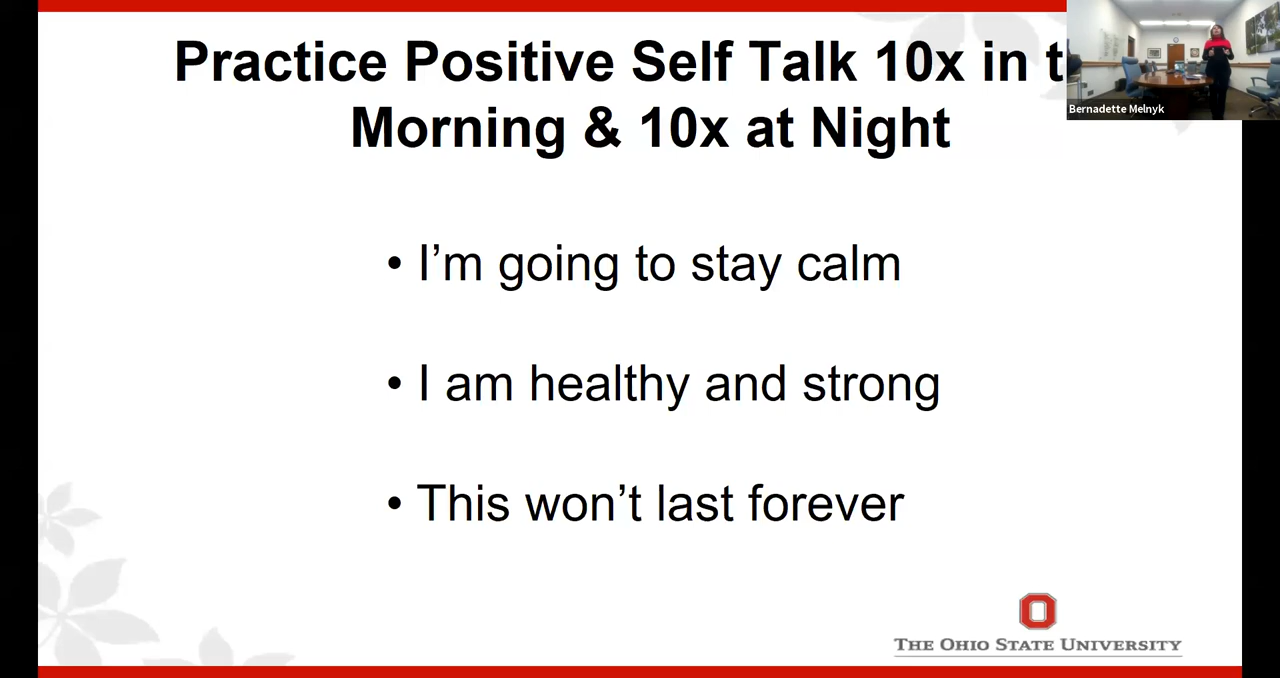 Practice Positive Self Talk 10x in t
Morning & 10x at Night
Bernadette Melnyk
• I’m going to stay calm
• I am healthy and strong
• This won’t last forever
THE OHIO STATE UNIVERSITY